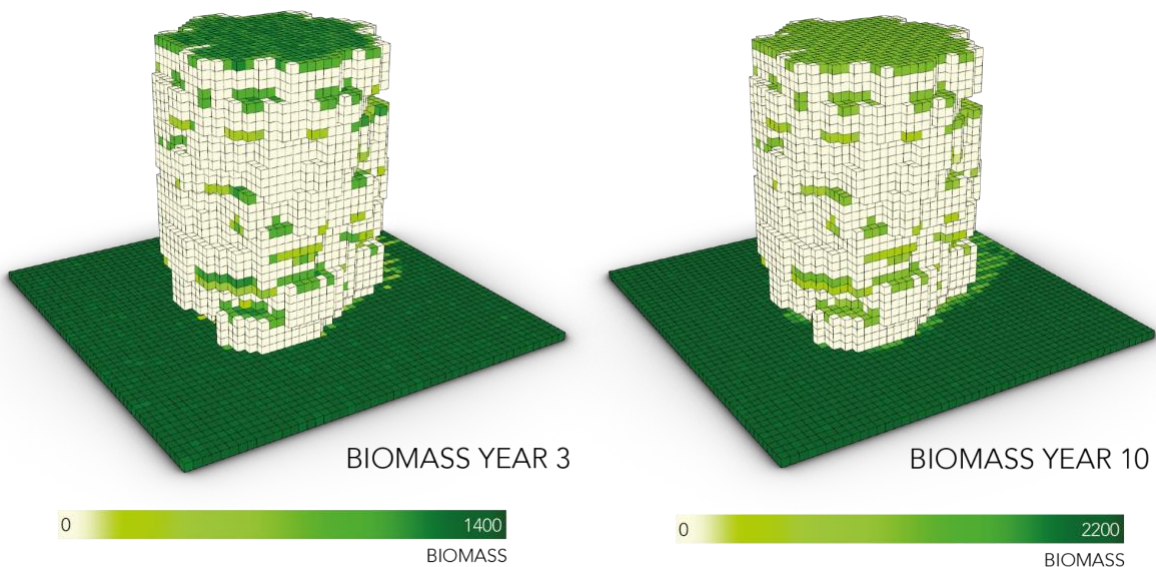 BIOMASS YEAR 3
0 1400
BIOMASS
BIOMASS YEAR 10
0 2200
BIOMASS